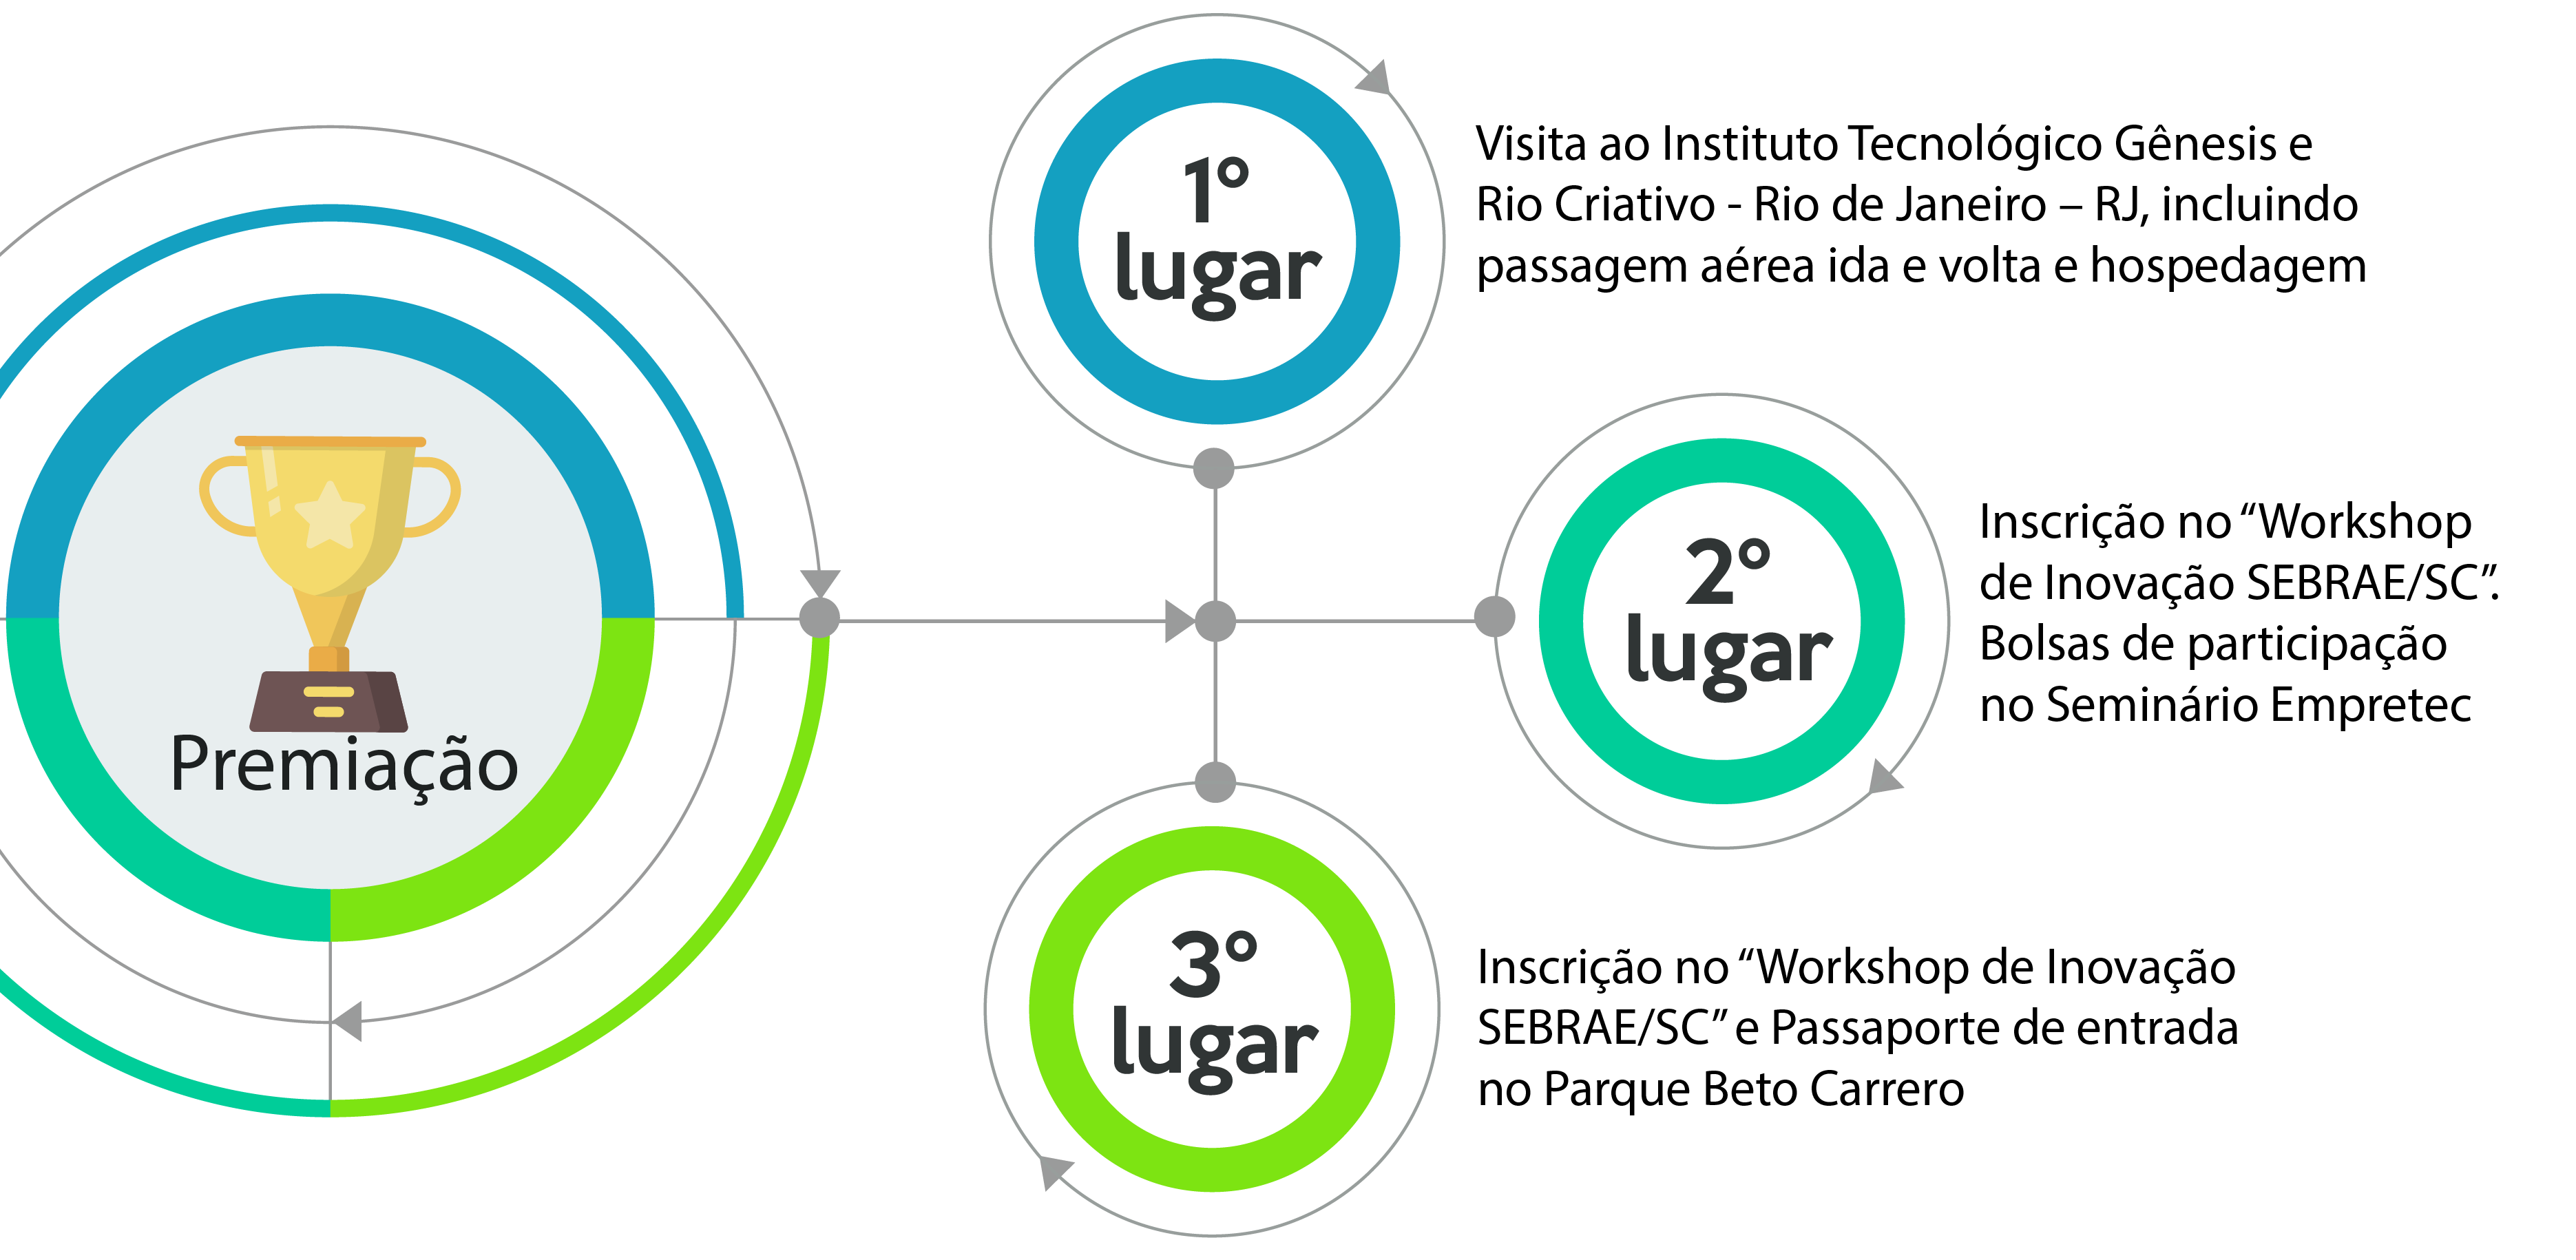 Premiação
1º
lugar
Visita ao Instituto Tecnológico Gênesis e
Rio Criativo - Rio de Janeiro – RJ, incluindo
passagem aérea ida e volta e hospedagem
2º
lugar
Inscrição no “Workshop
de Inovação SEBRAE/SC”.
Bolsas de participação
no Seminário Empretec
3º
lugar
Inscrição no “Workshop de Inovação
SEBRAE/SC” e Passaporte de entrada
no Parque Beto Carrero